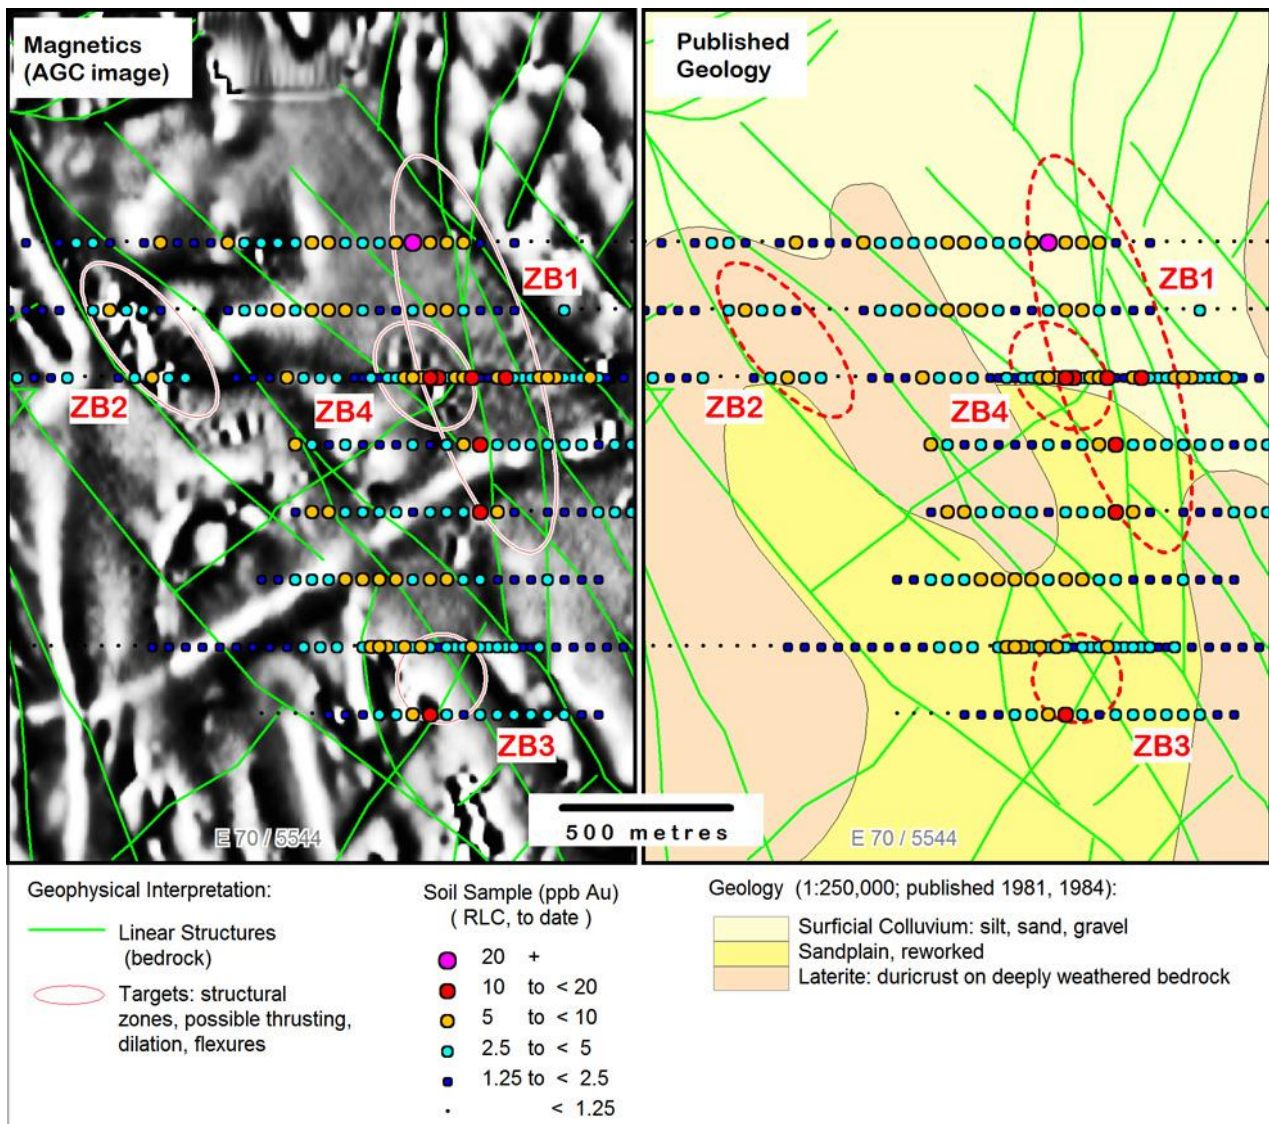 Magnetics
(AGC image)
Published
Geology
ZB1
ZB1
ZB2
ZB4
ZB2
ZB4
ZB3
ZB3
500 metres
E 70 / 5544
E 70 / 5544
Geophysical Interpretation:
Linear Structures
(bedrock)
Targets: structural
zones, possible thrusting,
dilation, flexures
Soil Sample (ppb Au)
( RLC, to date )
20 +
10 to < 20
5 to < 10
2.5 to < 5
1.25 to < 2.5
< 1.25
Geology (1:250,000; published 1981, 1984):
Surficial Colluvium: silt, sand, gravel
Sandplain, reworked
Laterite: duricrust on deeply weathered bedrock